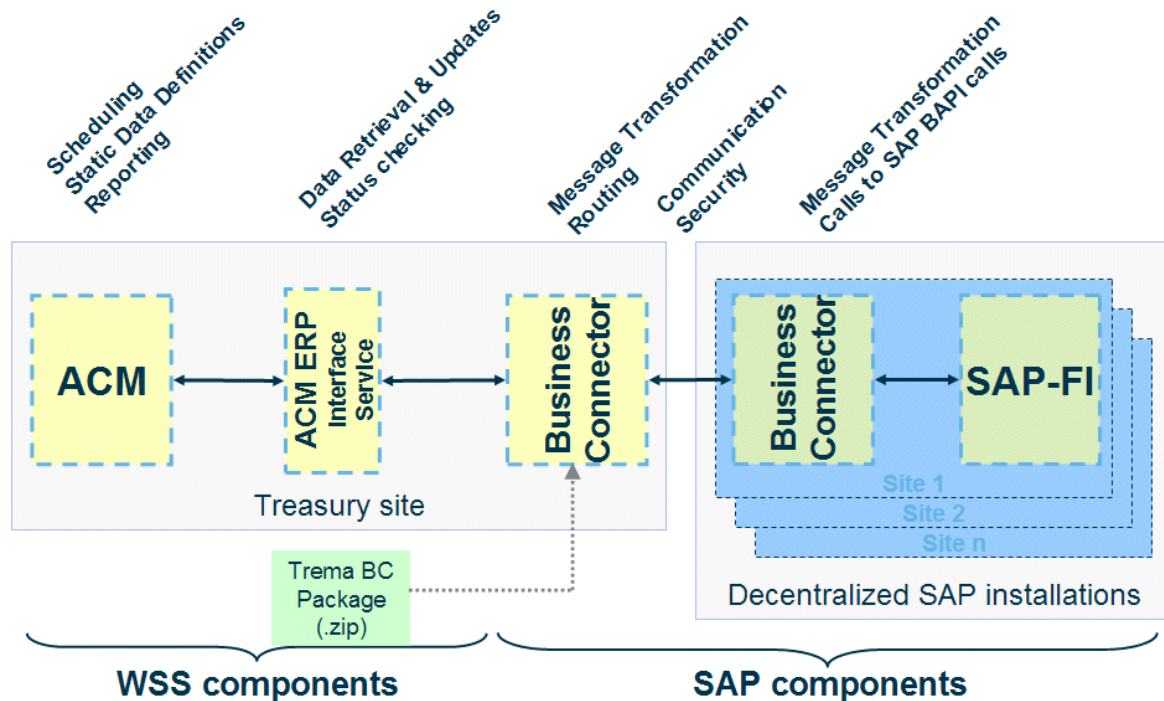 Scheduling
Static Data Definitions
Reporting
Data Retrieval & Updates
Status checking
Message Transformation
Routing
Communication
Security
Message Transformation
Calls to SAP BAPI calls
ACM
ACM ERP
Interface
Service
Business
Connector
Business
Connector
SAP-FI
Site 1
Site 2
Site n
Treasury site
Trema BC
Package
(.zip)
Decentralized SAP installations
WSS components
SAP components